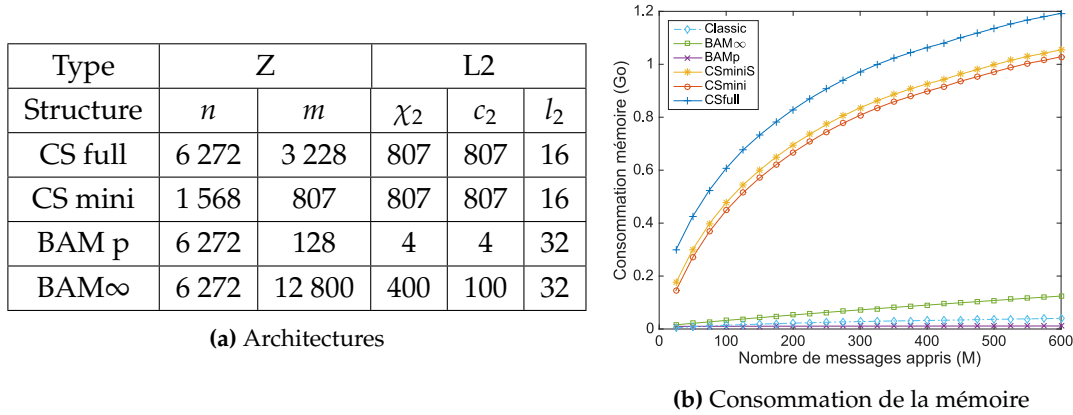 Type Z L2
Structure n m χ₂ c₂ l₂
CS full 6 272 3 228 807 807 16
CS mini 1 568 807 807 807 16
BAM p 6 272 128 4 4 32
BAM∞ 6 272 12 800 400 100 32
(a) Architectures
Consommation mémoire (Go)
1.2
1
0.8
0.6
0.4
0.2
0
Classic
BAM∞
BAMp
CSminiS
CSmini
CSfull
0 100 200 300 400 500 600
Nombre de messages appris (M)
(b) Consommation de la mémoire